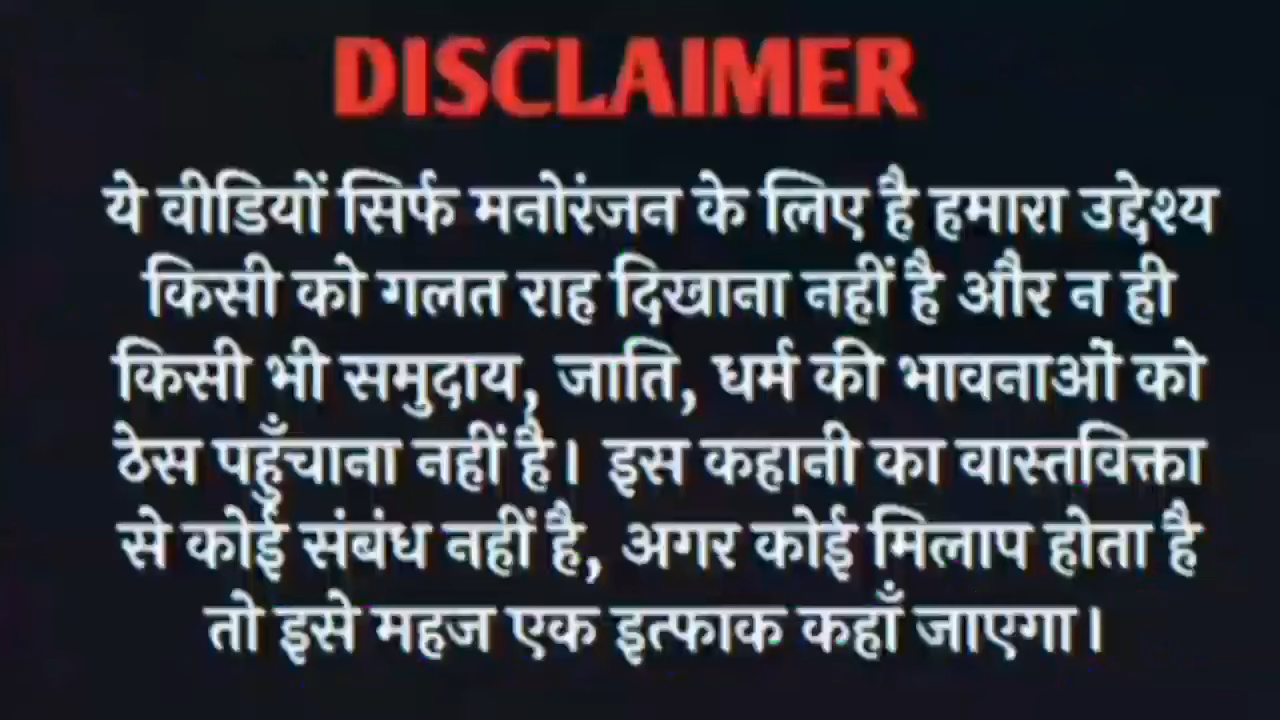 DISCLAIMER
ये वीडियों सिर्फ मनोरंजन के लिए है हमारा उद्देश्य
किसी को गलत राह दिखाना नहीं है और न ही
किसी भी समुदाय, जाति, धर्म की भावनाओं को
ठेस पहुँचाना नहीं है। इस कहानी का वास्तविक्ता
से कोई संबंध नहीं है, अगर कोई मिलाप होता है
तो इसे महज एक इत्फाक कहाँ जाएगा।